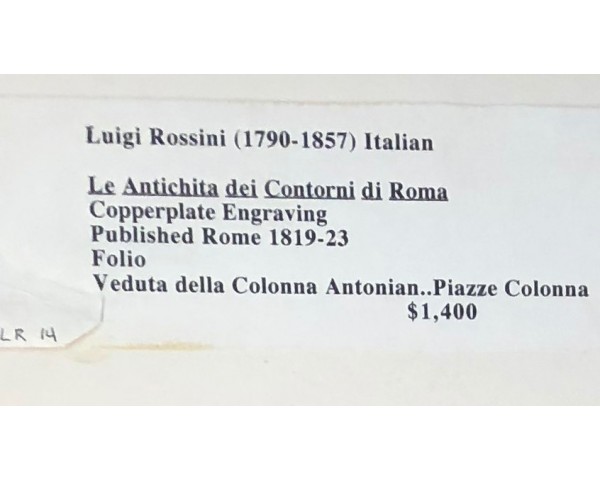 Luigi Rossini (1790-1857) Italian
Le Antichita dei Contorni di Roma
Copperplate Engraving
Published Rome 1819-23
Folio
Veduta della Colonna Antonian..Piazze Colonna
$1,400
LR 14